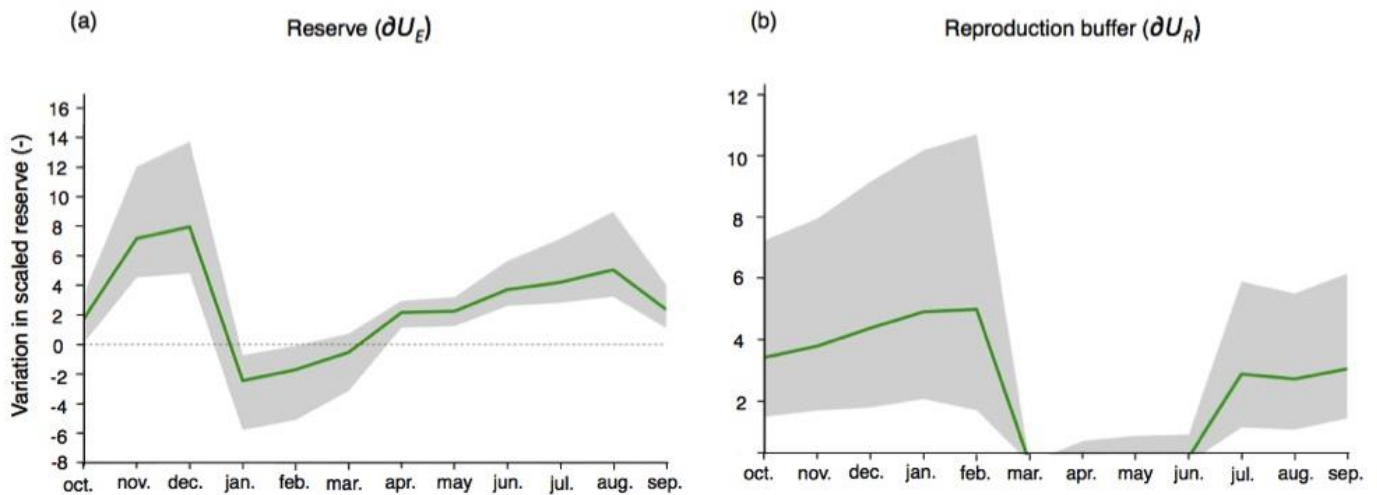 (a)
Reserve (∂U_E)
Variation in scaled reserve (-)
16
14
12
10
8
6
4
2
0
-2
-4
-6
-8
oct. nov. dec. jan. feb. mar. apr. may jun. jul. aug. sep.
(b)
Reproduction buffer (∂U_R)
12
10
8
6
4
2
oct. nov. dec. jan. feb. mar. apr. may jun. jul. aug. sep.